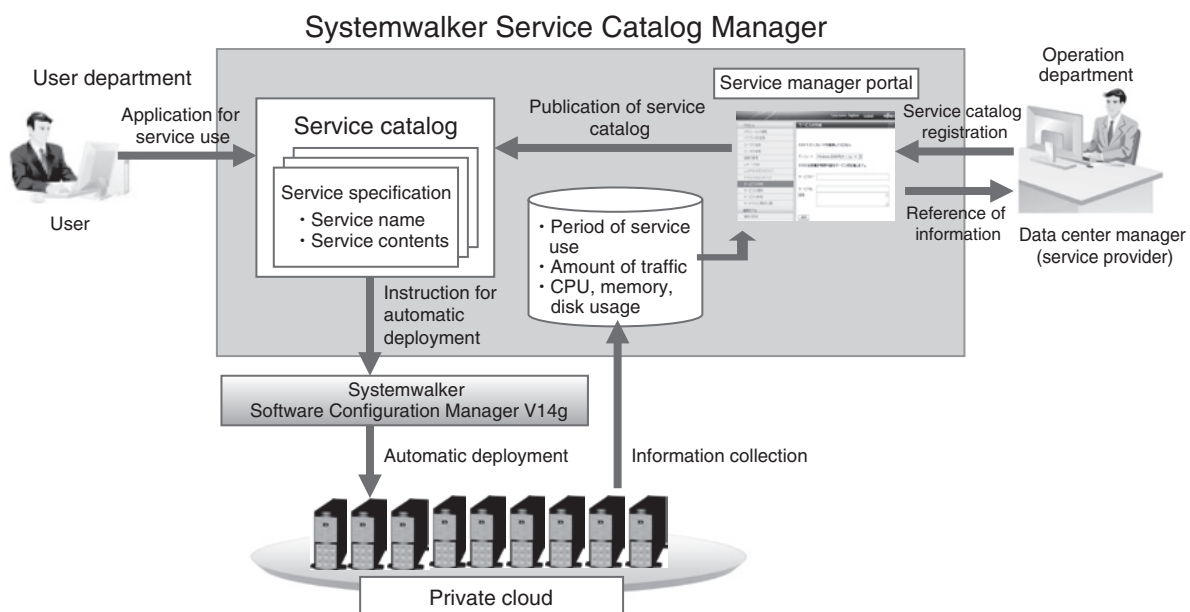 Systemwalker Service Catalog Manager
User department
Application for
service use
User
Service catalog
Service specification
・Service name
・Service contents
Publication of service
catalog
Service manager portal
Operation
department
Service catalog
registration
Reference of
information
Data center manager
(service provider)
・Period of service
use
・Amount of traffic
・CPU, memory,
disk usage
Instruction for
automatic
deployment
Systemwalker
Software Configuration Manager V14g
Automatic deployment
Information collection
Private cloud